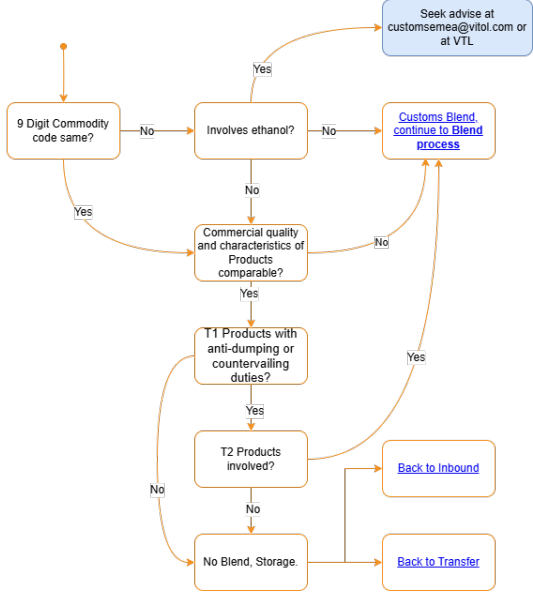 Seek advise at
customsemea@vitol.com or
at VTL
Yes
9 Digit Commodity
code same?
No
Involves ethanol?
No
Customs Blend,
continue to Blend
process
No
Yes
Commercial quality
and characteristics of
Products
comparable?
No
Yes
T1 Products with
anti-dumping or
countervailing
duties?
Yes
Yes
T2 Products
involved?
Back to Inbound
No
No
No Blend, Storage.
Back to Transfer